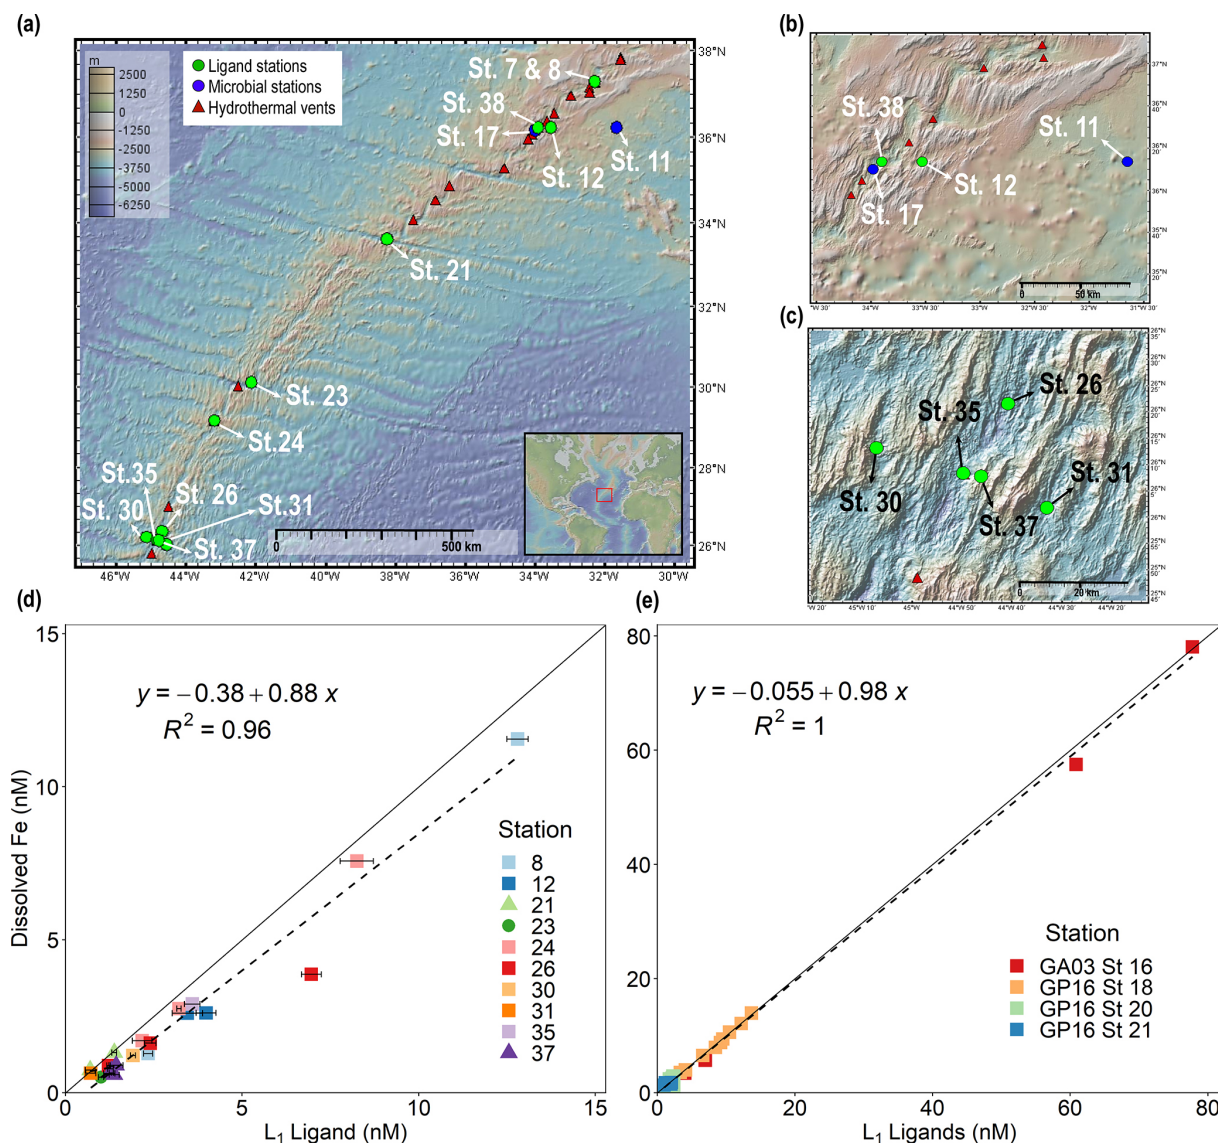 (a)
m
2500
1250
0
-1250
-2500
-3750
-5000
-6250
Ligand stations
Microbial stations
Hydrothermal vents
St. 7 & 8
St. 38
St. 17
St. 12
St. 11
St. 21
St. 23
St.24
St.35
St. 26
St.31
St. 30
St. 37
0
500 km
38°N
36°N
34°N
32°N
30°N
28°N
26°N
46°W
44°W
42°W
40°W
38°W
36°W
34°W
32°W
30°W
(b)
St. 38
St. 11
St. 12
St. 17
0
50 km
37°N
36°N
34°W
33°W
32°W
(c)
St. 26
St. 35
St. 31
St. 30
St. 37
0
20 km
(d)
y = −0.38 + 0.88 x
R² = 0.96
Dissolved Fe (nM)
15
10
5
0
0
5
10
15
L₁ Ligand (nM)
Station
8
12
21
23
24
26
30
31
35
37
(e)
y = −0.055 + 0.98 x
R² = 1
80
60
40
20
0
0
20
40
60
80
L₁ Ligands (nM)
Station
GA03 St 16
GP16 St 18
GP16 St 20
GP16 St 21